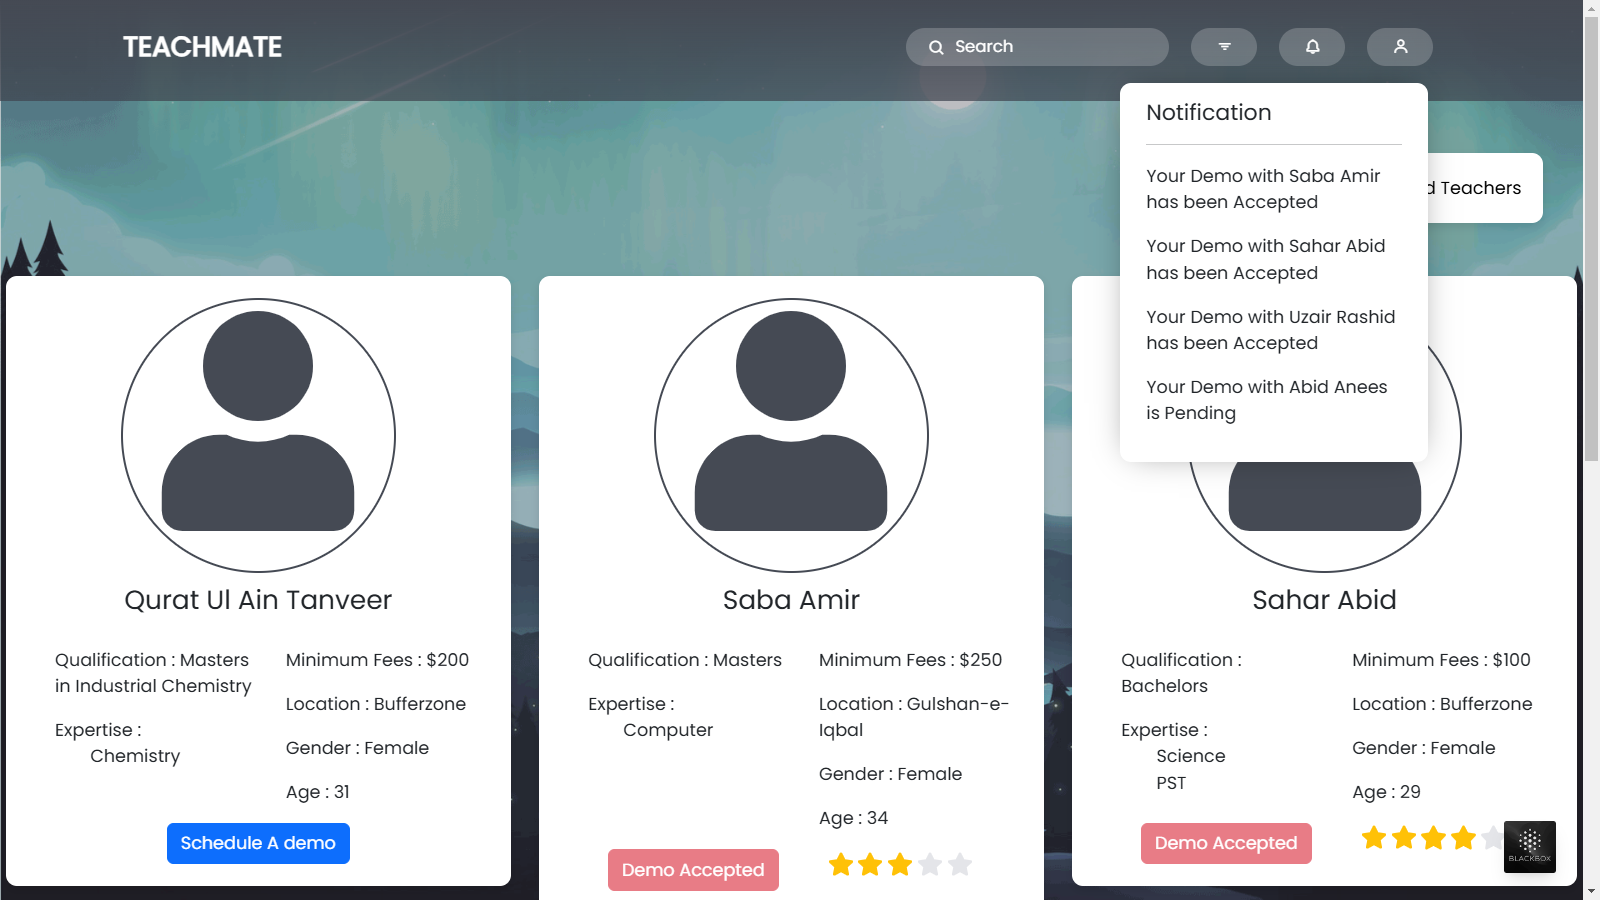 TEACHMATE
Search
Notification
Your Demo with Saba Amir
has been Accepted
Your Demo with Sahar Abid
has been Accepted
Your Demo with Uzair Rashid
has been Accepted
Your Demo with Abid Anees
is Pending
d Teachers
Qurat Ul Ain Tanveer
Qualification : Masters
in Industrial Chemistry
Expertise :
Chemistry
Minimum Fees : $200
Location : Bufferzone
Gender : Female
Age : 31
Schedule A demo
Saba Amir
Qualification : Masters
Expertise :
Computer
Minimum Fees : $250
Location : Gulshan-e-
Iqbal
Gender : Female
Age : 34
Demo Accepted
Sahar Abid
Qualification :
Bachelors
Expertise :
Science
PST
Minimum Fees : $100
Location : Bufferzone
Gender : Female
Age : 29
Demo Accepted
BLACKBOX